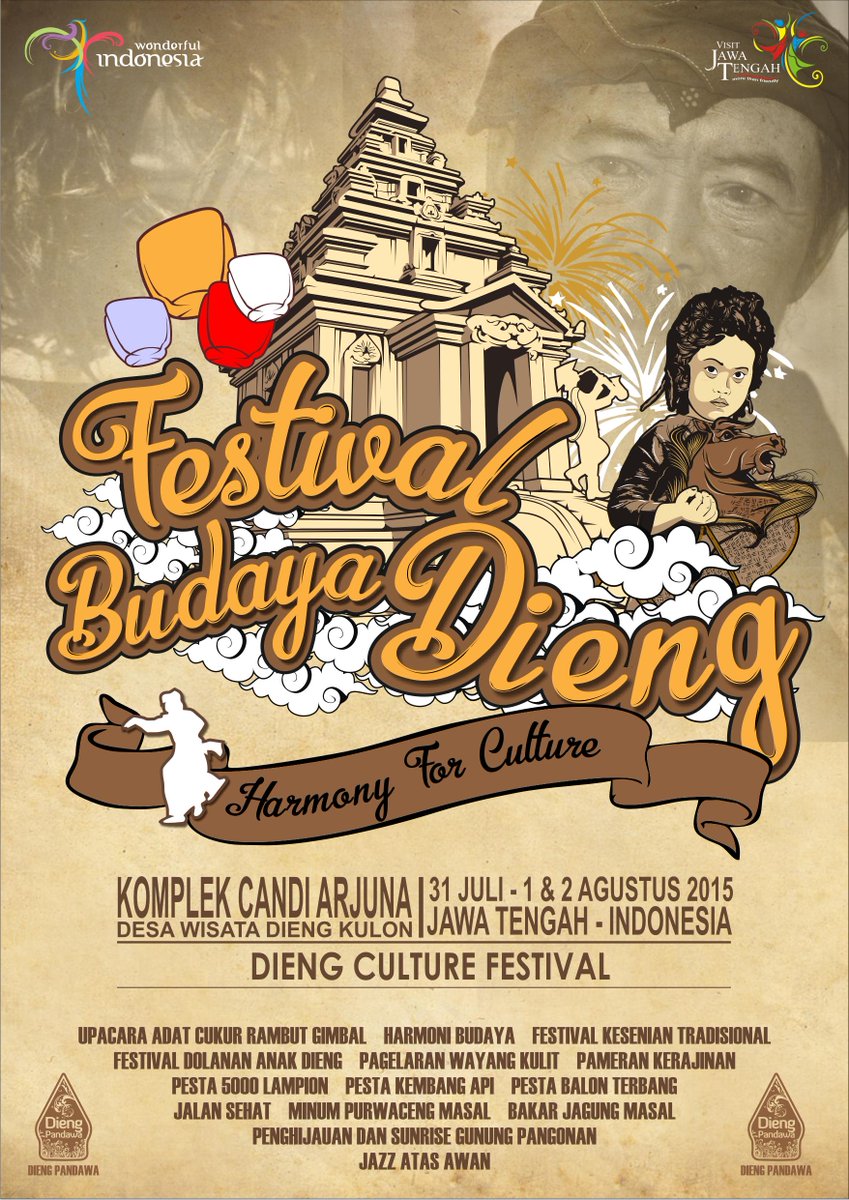 wonderful
indonesia
VISIT
JAWA
TENGAH
Festival
Budaya Dieng
Harmony For Culture
KOMPLEK CANDI ARJUNA
DESA WISATA DIENG KULON
31 JULI - 1 & 2 AGUSTUS 2015
JAWA TENGAH - INDONESIA
DIENG CULTURE FESTIVAL
UPACARA ADAT CUKUR RAMBUT GIMBAL HARMONI BUDAYA FESTIVAL KESENIAN TRADISIONAL
FESTIVAL DOLANAN ANAK DIENG PAGELARAN WAYANG KULIT PAMERAN KERAJINAN
PESTA 5000 LAMPION PESTA KEMBANG API PESTA BALON TERBANG
JALAN SEHAT MINUM PURWACENG MASAL BAKAR JAGUNG MASAL
PENGHIJAUAN DAN SUNRISE GUNUNG PANGONAN
JAZZ ATAS AWAN
Dieng
Pandawa
DIENG PANDAWA
Dieng
Pandawa
DIENG PANDAWA